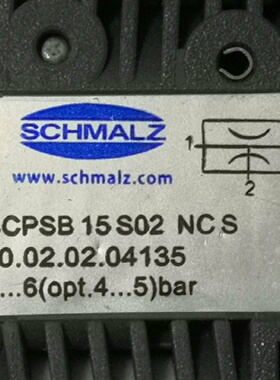 SCHMALZ
www.schmalz.com
1
2
CPSB 15 S02 NC S
0.02.02.04135
...6(opt.4...5)bar